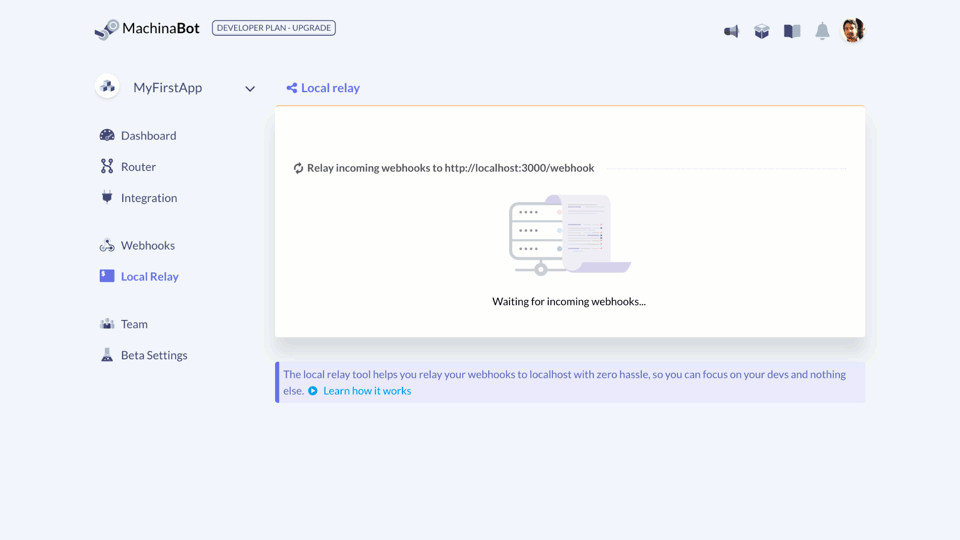 MachinaBot
DEVELOPER PLAN - UPGRADE
MyFirstApp
Local relay
Dashboard
Router
Integration
Webhooks
Local Relay
Team
Beta Settings
Relay incoming webhooks to http://localhost:3000/webhook
Waiting for incoming webhooks...
The local relay tool helps you relay your webhooks to localhost with zero hassle, so you can focus on your devs and nothing
else. Learn how it works